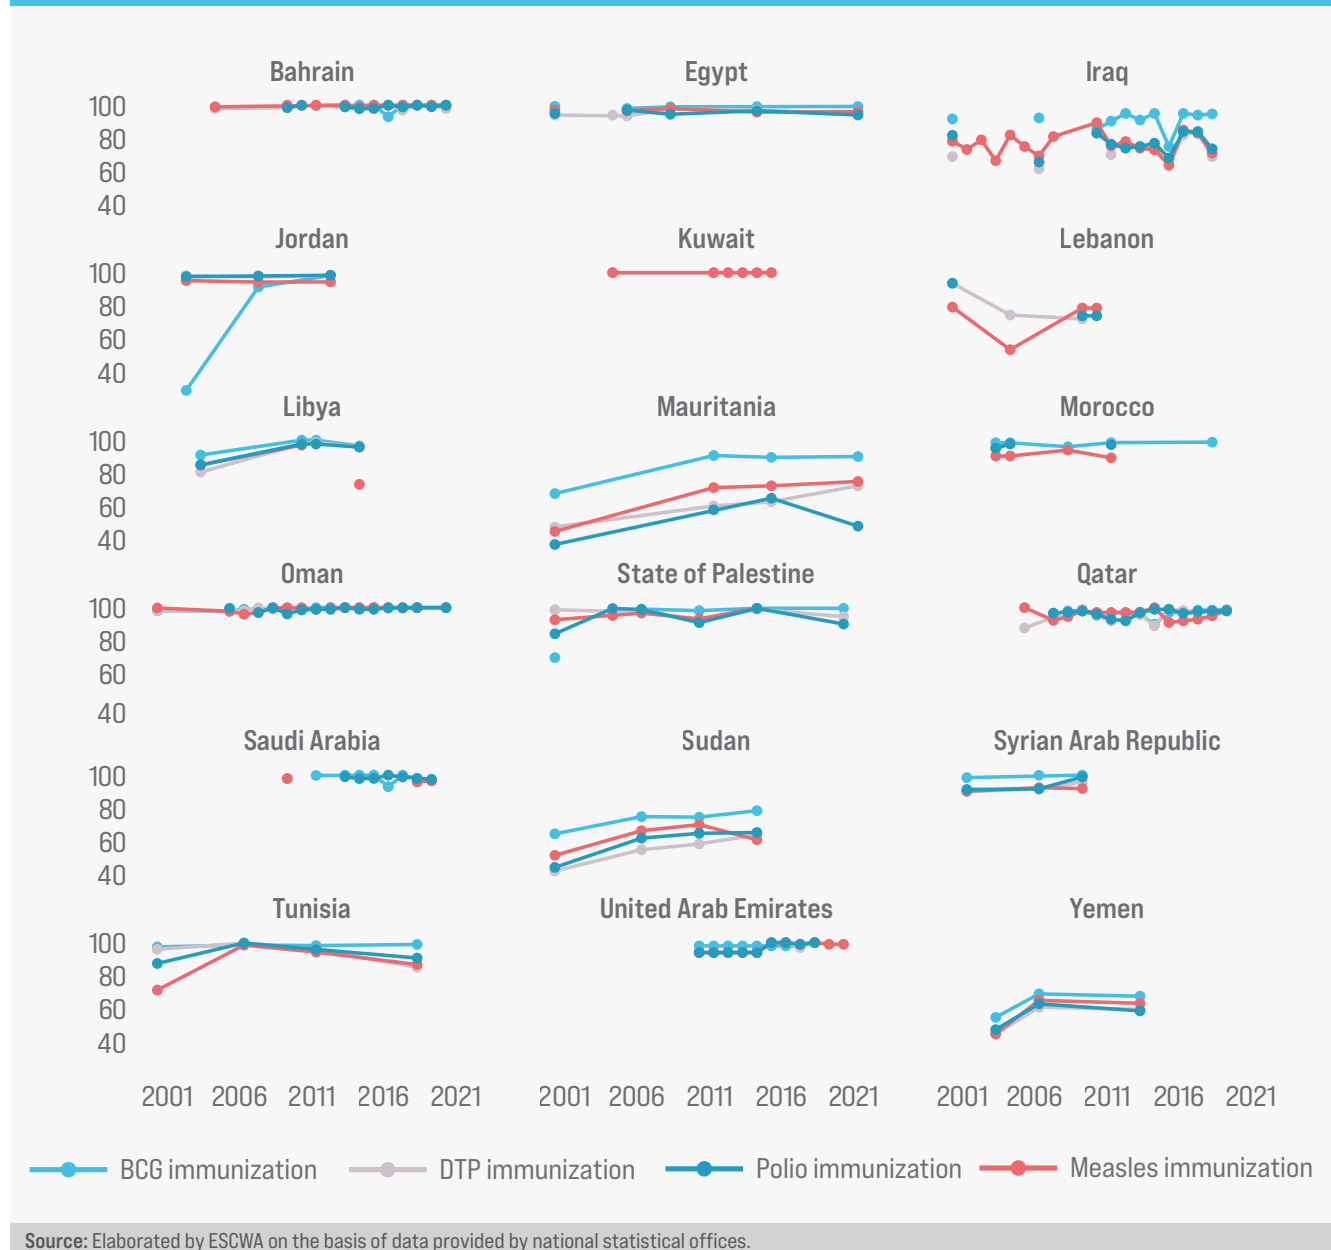 Bahrain Egypt Iraq
100
80
60
40
Jordan Kuwait Lebanon
100
80
60
40
Libya Mauritania Morocco
100
80
60
40
Oman State of Palestine Qatar
100
80
60
40
Saudi Arabia Sudan Syrian Arab Republic
100
80
60
40
Tunisia United Arab Emirates Yemen
100
80
60
40
2001 2006 2011 2016 2021 2001 2006 2011 2016 2021 2001 2006 2011 2016 2021
BCG immunization DTP immunization Polio immunization Measles immunization
Source: Elaborated by ESCWA on the basis of data provided by national statistical offices.